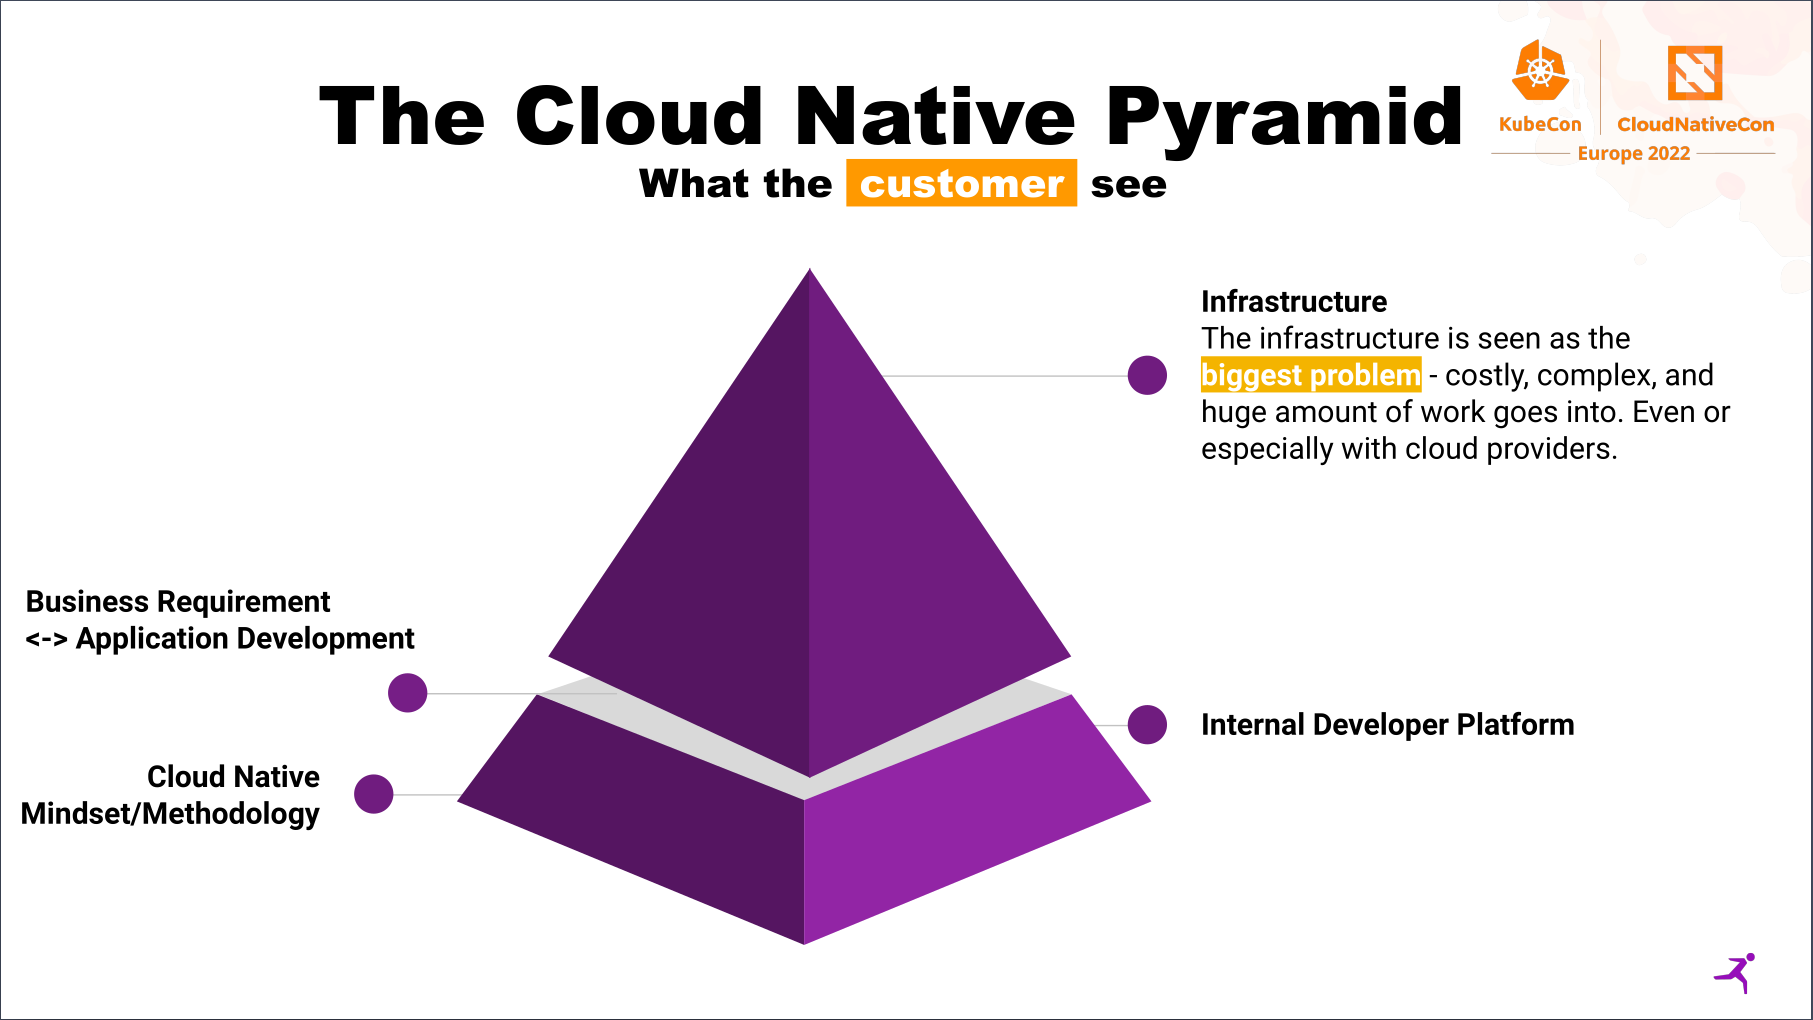 The Cloud Native Pyramid
What the customer see
KubeCon
CloudNativeCon
Europe 2022
Infrastructure
The infrastructure is seen as the
biggest problem - costly, complex, and
huge amount of work goes into. Even or
especially with cloud providers.
Business Requirement
<-> Application Development
Internal Developer Platform
Cloud Native
Mindset/Methodology